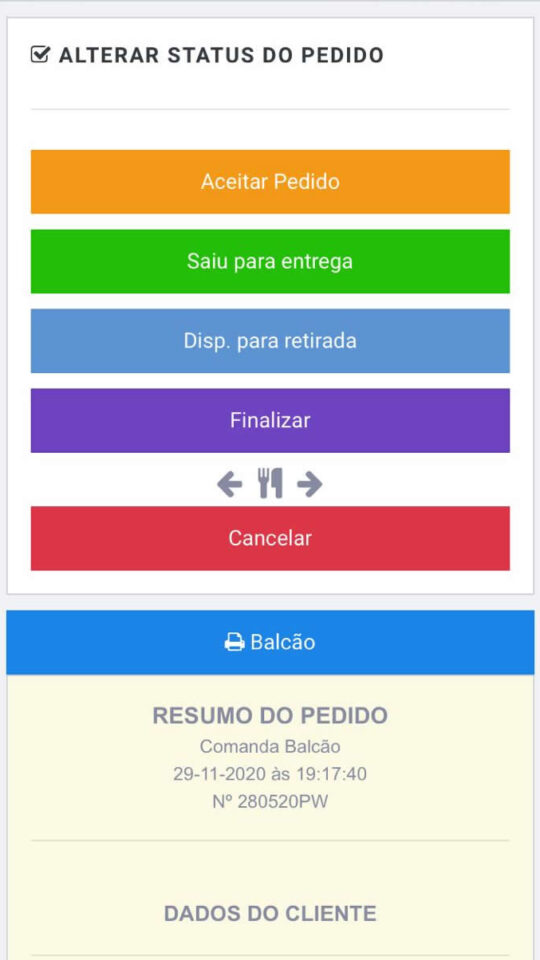 ALTERAR STATUS DO PEDIDO
Aceitar Pedido
Saiu para entrega
Disp. para retirada
Finalizar
Cancelar
Balcão
RESUMO DO PEDIDO
Comanda Balcão
29-11-2020 às 19:17:40
Nº 280520PW
DADOS DO CLIENTE